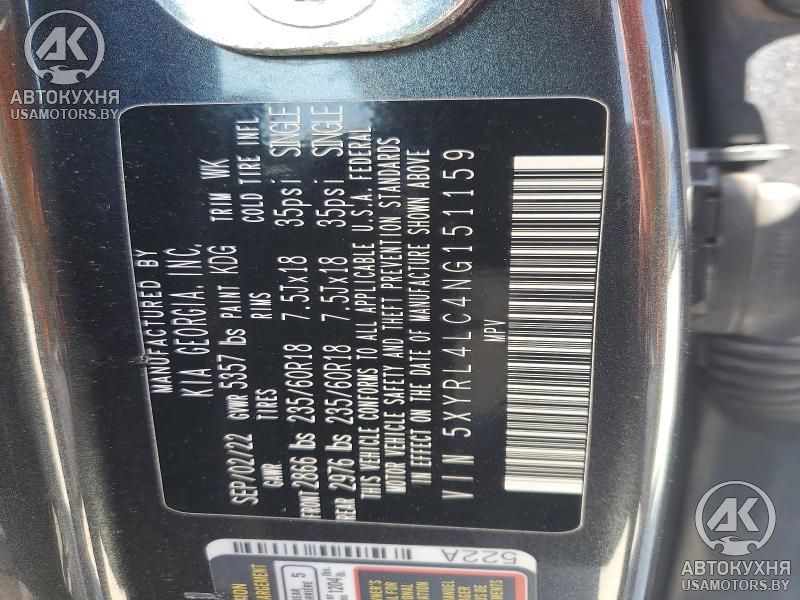 AK
АВТОКУХНЯ
USAMOTORS.BY
MANUFACTURED BY
KIA GEORGIA, INC.
SEP/02/22 GVWR 5357 lbs PAINT KDG TRIM WK
GAWR TIRES RIMS COLD TIRE INFL
FRONT 2866 lbs 235/60R18 7.5Jx18 35psi SINGLE
REAR 2976 lbs 235/60R18 7.5Jx18 35psi SINGLE
THIS VEHICLE CONFORMS TO ALL APPLICABLE U.S.A. FEDERAL
MOTOR VEHICLE SAFETY AND THEFT PREVENTION STANDARDS
IN EFFECT ON THE DATE OF MANUFACTURE SHOWN ABOVE
VIN 5XYRL4LC4NG151159
MPV
522A
AK
АВТОКУХНЯ
USAMOTORS.BY